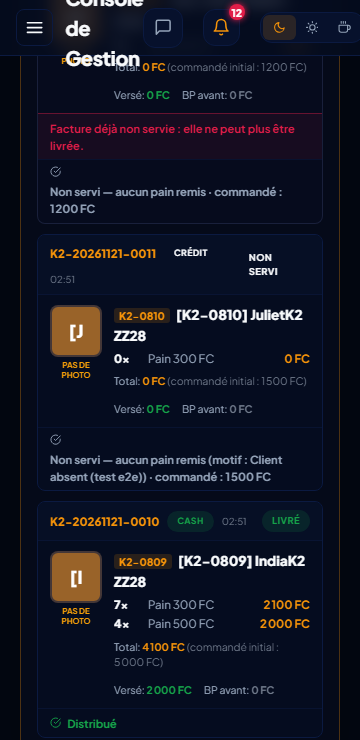 Console
de
Gestion
12
Total: 0 FC (commandé initial : 1 200 FC)
Versé: 0 FC BP avant: 0 FC
Facture déjà non servie : elle ne peut plus être
livrée.
Non servi — aucun pain remis · commandé :
1 200 FC
K2-20261121-0011 CRÉDIT NON
SERVI
02:51
[J
PAS DE
PHOTO
K2-0810 [K2-0810] JulietK2
ZZ28
0× Pain 300 FC 0 FC
Total: 0 FC (commandé initial : 1 500 FC)
Versé: 0 FC BP avant: 0 FC
Non servi — aucun pain remis (motif : Client
absent (test e2e)) · commandé : 1 500 FC
K2-20261121-0010 CASH 02:51 LIVRÉ
[I
PAS DE
PHOTO
K2-0809 [K2-0809] IndiaK2
ZZ28
7× Pain 300 FC 2 100 FC
4× Pain 500 FC 2 000 FC
Total: 4 100 FC (commandé initial :
5 000 FC)
Versé: 2 000 FC BP avant: 0 FC
Distribué